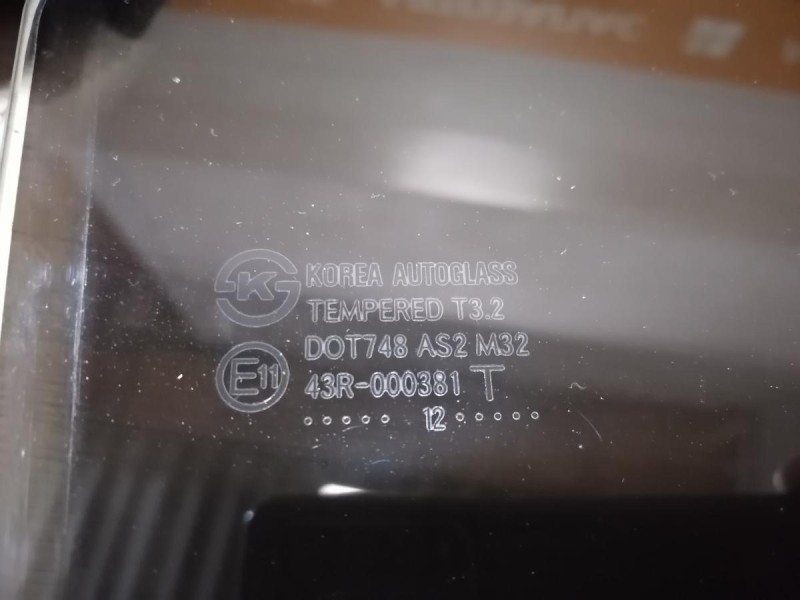 KOREA AUTOGLASS
TEMPERED T3.2
DOT748 AS2 M32
E11
43R-000381 T
..... 12 .....